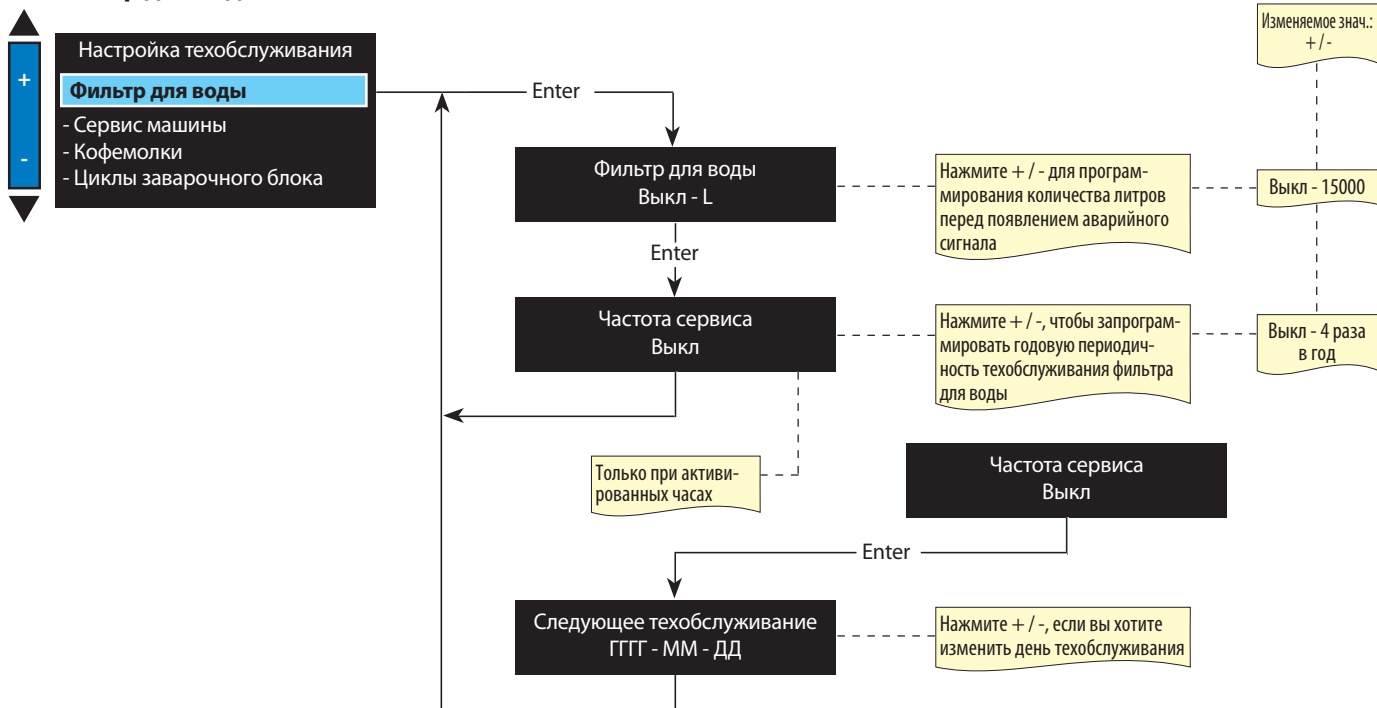 Изменяемое знач.:
+ / -
Настройка техобслуживания
+
Фильтр для воды
- Сервис машины
- Кофемолки
-
- Циклы заварочного блока
Enter
Фильтр для воды
Выкл - L
Нажмите + / - для програм-
мирования количества литров
перед появлением аварийного
сигнала
Выкл - 15000
Enter
Частота сервиса
Выкл
Нажмите + / -, чтобы запрограм-
мировать годовую периодич-
ность техобслуживания фильтра
для воды
Выкл - 4 раза
в год
Только при активи-
рованных часах
Частота сервиса
Выкл
Enter
Следующее техобслуживание
ГГГГ - ММ - ДД
Нажмите + / -, если вы хотите
изменить день техобслуживания